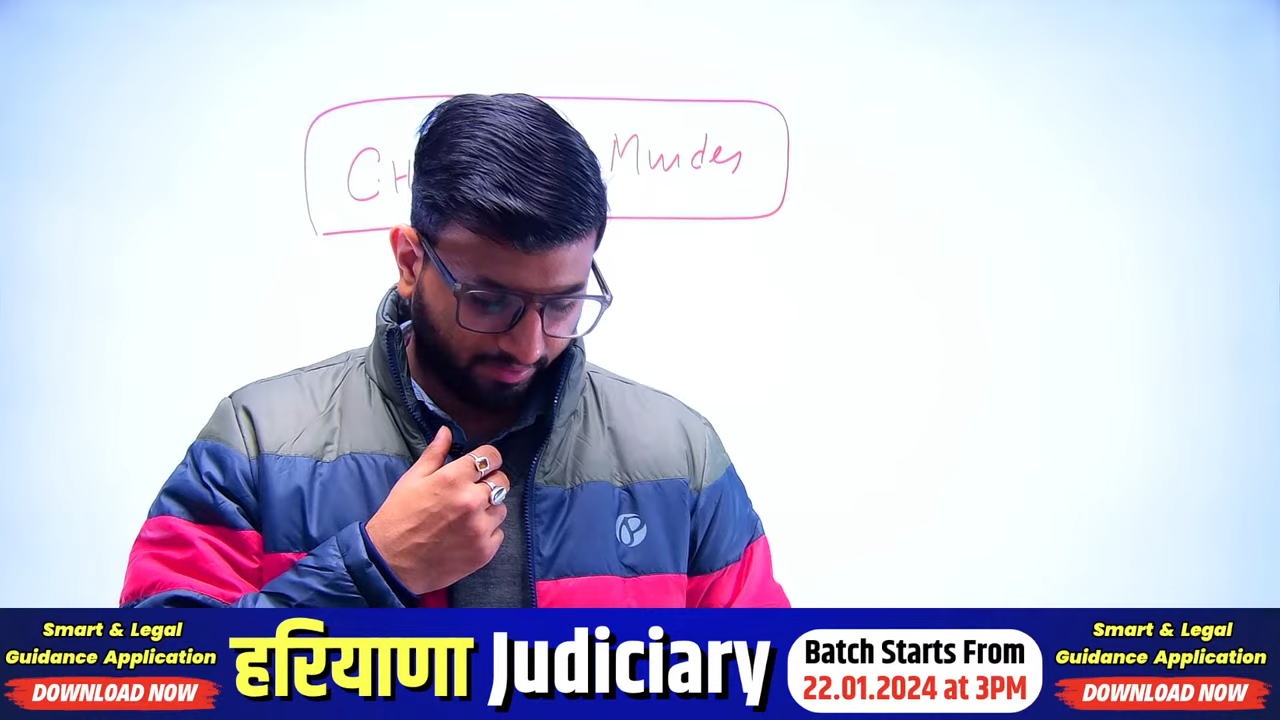 C.H Murder
Smart & Legal
Guidance Application
DOWNLOAD NOW
हरियाणा Judiciary
Batch Starts From
22.01.2024 at 3PM
Smart & Legal
Guidance Application
DOWNLOAD NOW